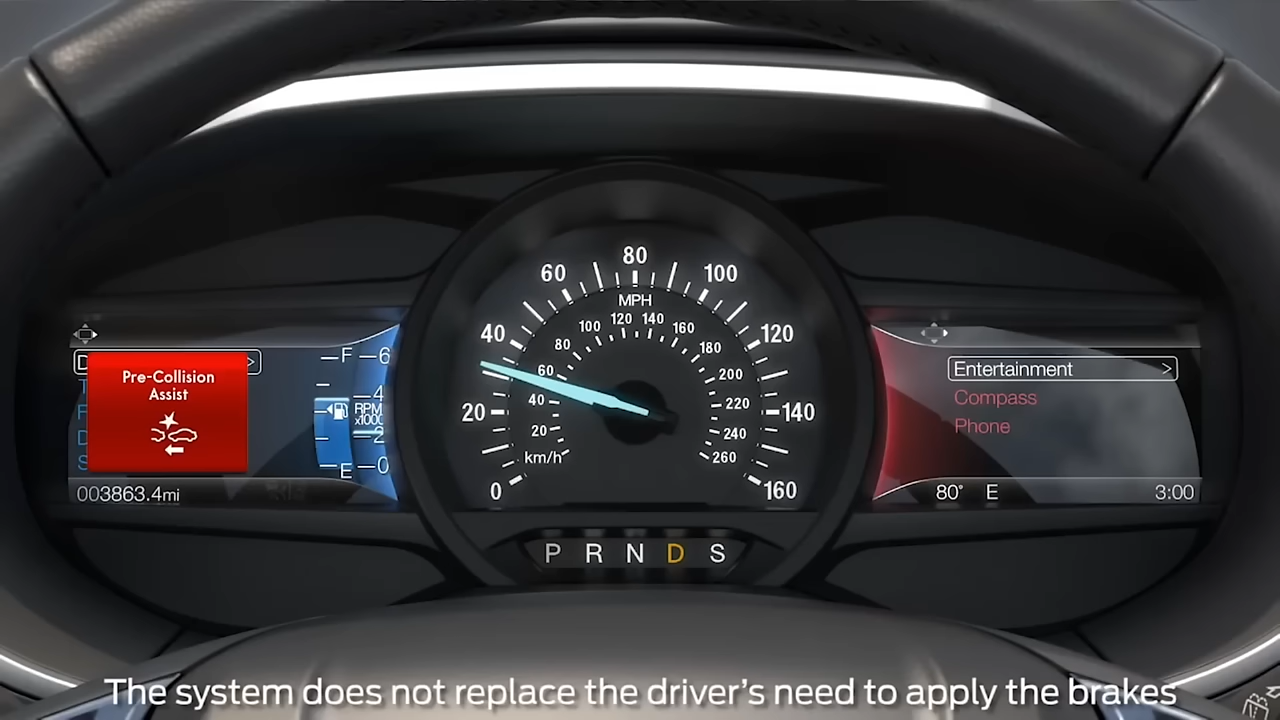 80
60
100
MPH
120 140
100
160
40
120
80
180
60
200
F
6
Pre-Collision
Assist
Entertainment >
4
40
220
Compass
RPM
x1000
20
140
2
20
240
Phone
km/h
260
E
0
003863.4mi
0
160
80° E
3:00
P R N D S
The system does not replace the driver's need to apply the brakes